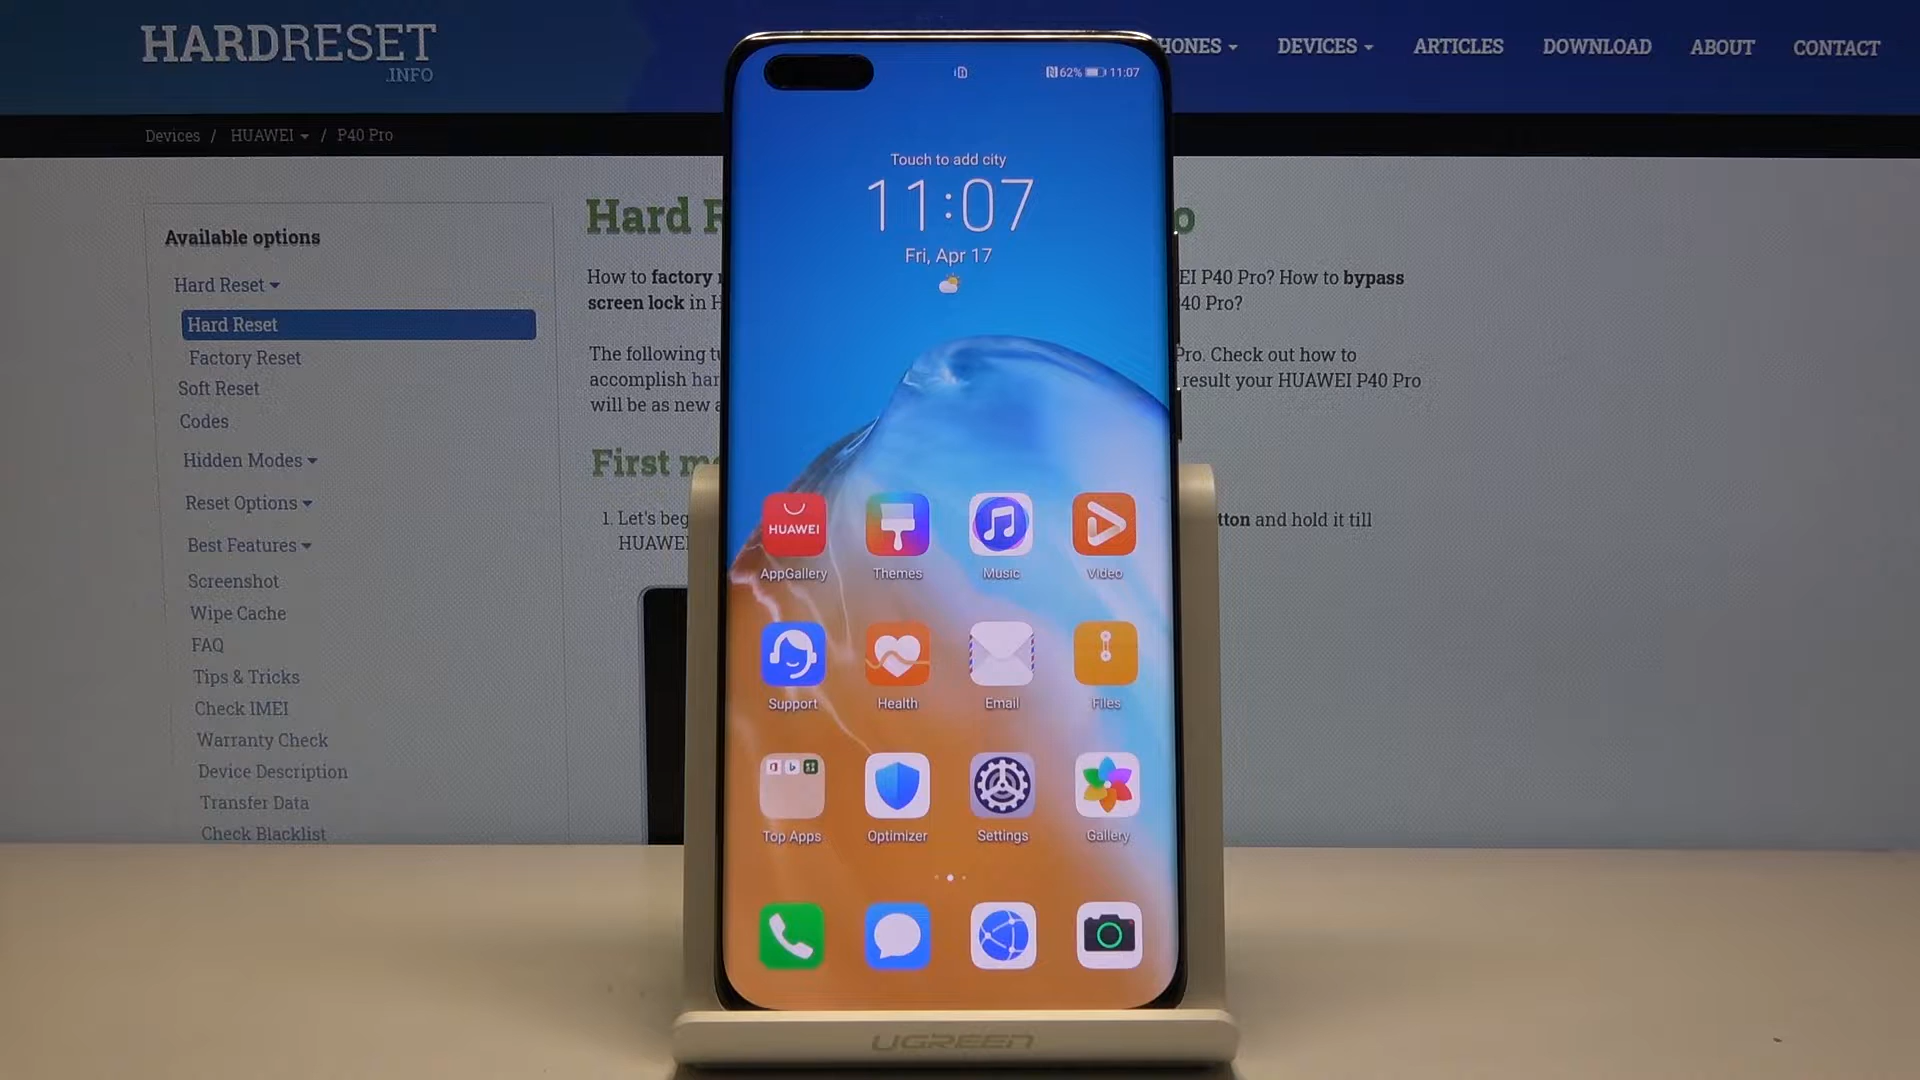 HARDRESET
.INFO
HONES
DEVICES
ARTICLES
DOWNLOAD
ABOUT
CONTACT
Devices / HUAWEI / P40 Pro
Available options
Hard Reset
Hard Reset
Factory Reset
Soft Reset
Codes
Hidden Modes
Reset Options
Best Features
Screenshot
Wipe Cache
FAQ
Tips & Tricks
Check IMEI
Warranty Check
Device Description
Transfer Data
Check Blacklist
Hard R
o
How to factory
EI P40 Pro? How to bypass
screen lock in H
40 Pro?
The following tu
Pro. Check out how to
accomplish har
result your HUAWEI P40 Pro
will be as new a
First m
1. Let's beg
tton and hold it till
HUAWE
62% 11:07
Touch to add city
11:07
Fri, Apr 17
HUAWEI
AppGallery
Themes
Music
Video
Support
Health
Email
Files
Top Apps
Optimizer
Settings
Gallery
UGREEN